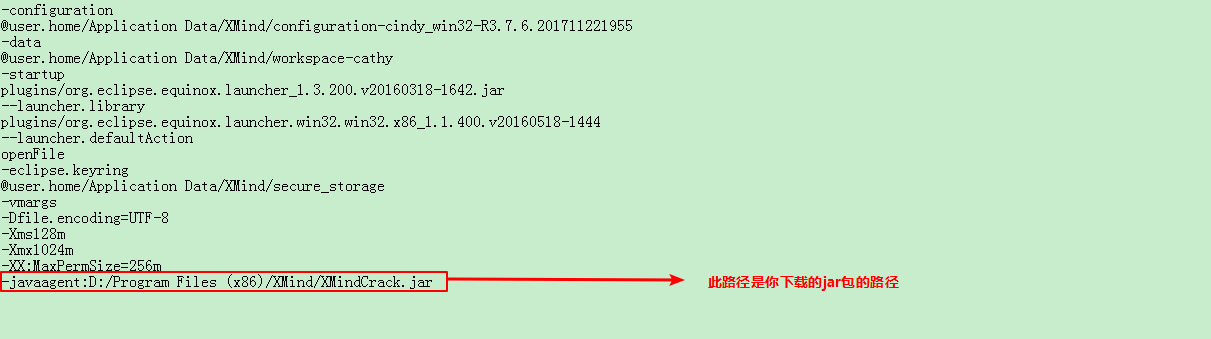 -configuration
@user.home/Application Data/XMind/configuration-cindy_win32-R3.7.6.201711221955
-data
@user.home/Application Data/XMind/workspace-cathy
-startup
plugins/org.eclipse.equinox.launcher_1.3.200.v20160318-1642.jar
--launcher.library
plugins/org.eclipse.equinox.launcher.win32.win32.x86_1.1.400.v20160518-1444
--launcher.defaultAction
openFile
-eclipse.keyring
@user.home/Application Data/XMind/secure_storage
-vmargs
-Dfile.encoding=UTF-8
-Xms128m
-Xmx1024m
-XX:MaxPermSize=256m
-javaagent:D:/Program Files (x86)/XMind/XMindCrack.jar
此路径是你下载的jar包的路径